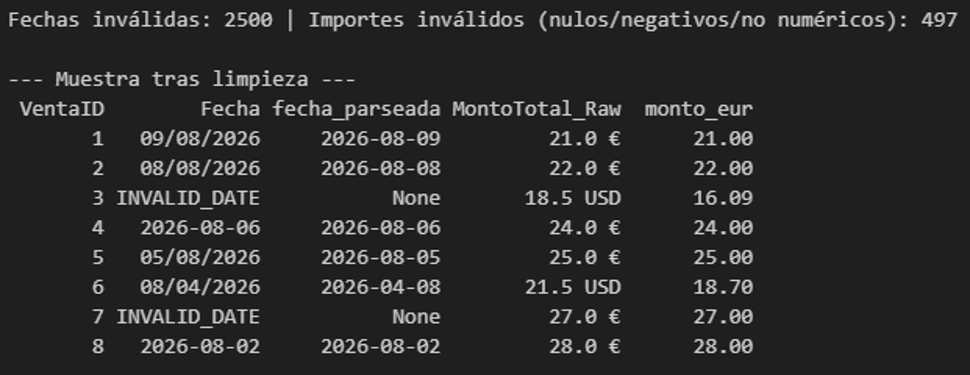 Fechas inválidas: 2500 | Importes inválidos (nulos/negativos/no numéricos): 497
--- Muestra tras limpieza ---
VentaID Fecha fecha_parseada MontoTotal_Raw monto_eur
1 09/08/2026 2026-08-09 21.0 € 21.00
2 08/08/2026 2026-08-08 22.0 € 22.00
3 INVALID_DATE None 18.5 USD 16.09
4 2026-08-06 2026-08-06 24.0 € 24.00
5 05/08/2026 2026-08-05 25.0 € 25.00
6 08/04/2026 2026-04-08 21.5 USD 18.70
7 INVALID_DATE None 27.0 € 27.00
8 2026-08-02 2026-08-02 28.0 € 28.00